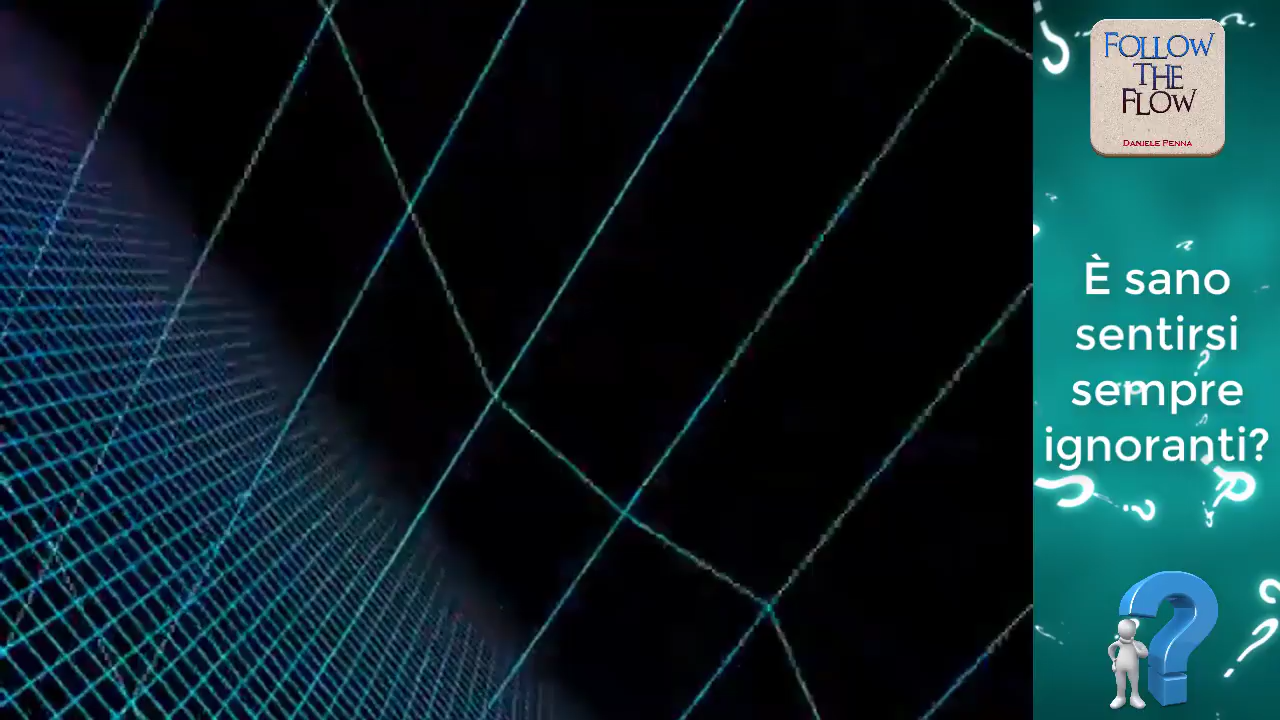 FOLLOW
THE
FLOW
DANIELE PENNA
È sano
sentirsi
sempre
ignoranti?